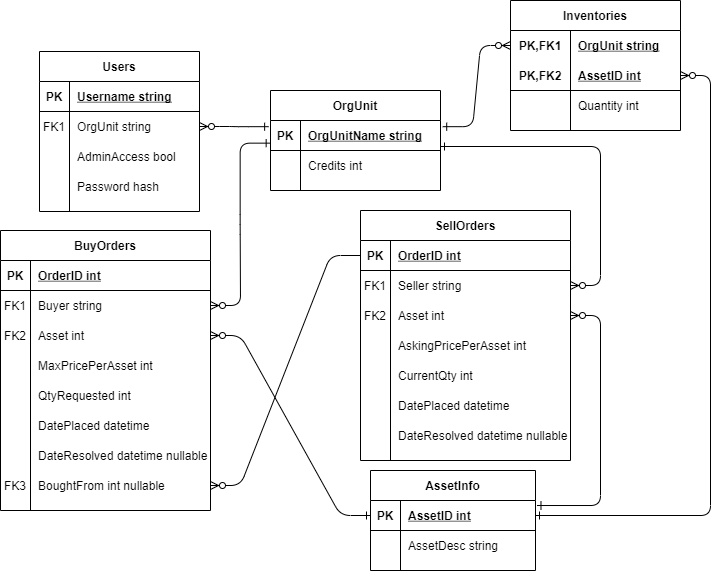 Inventories
PK,FK1 OrgUnit string
PK,FK2 AssetID int
Quantity int
Users
PK Username string
FK1 OrgUnit string
AdminAccess bool
Password hash
OrgUnit
PK OrgUnitName string
Credits int
SellOrders
PK OrderID int
FK1 Seller string
FK2 Asset int
AskingPricePerAsset int
CurrentQty int
DatePlaced datetime
DateResolved datetime nullable
BuyOrders
PK OrderID int
FK1 Buyer string
FK2 Asset int
MaxPricePerAsset int
QtyRequested int
DatePlaced datetime
DateResolved datetime nullable
FK3 BoughtFrom int nullable
AssetInfo
PK AssetID int
AssetDesc string